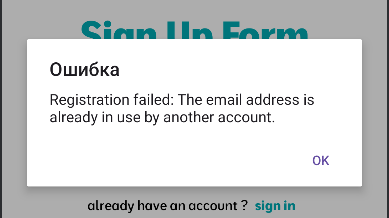 Sign Up Form
Ошибка
Registration failed: The email address is
already in use by another account.
OK
already have an account ? sign in